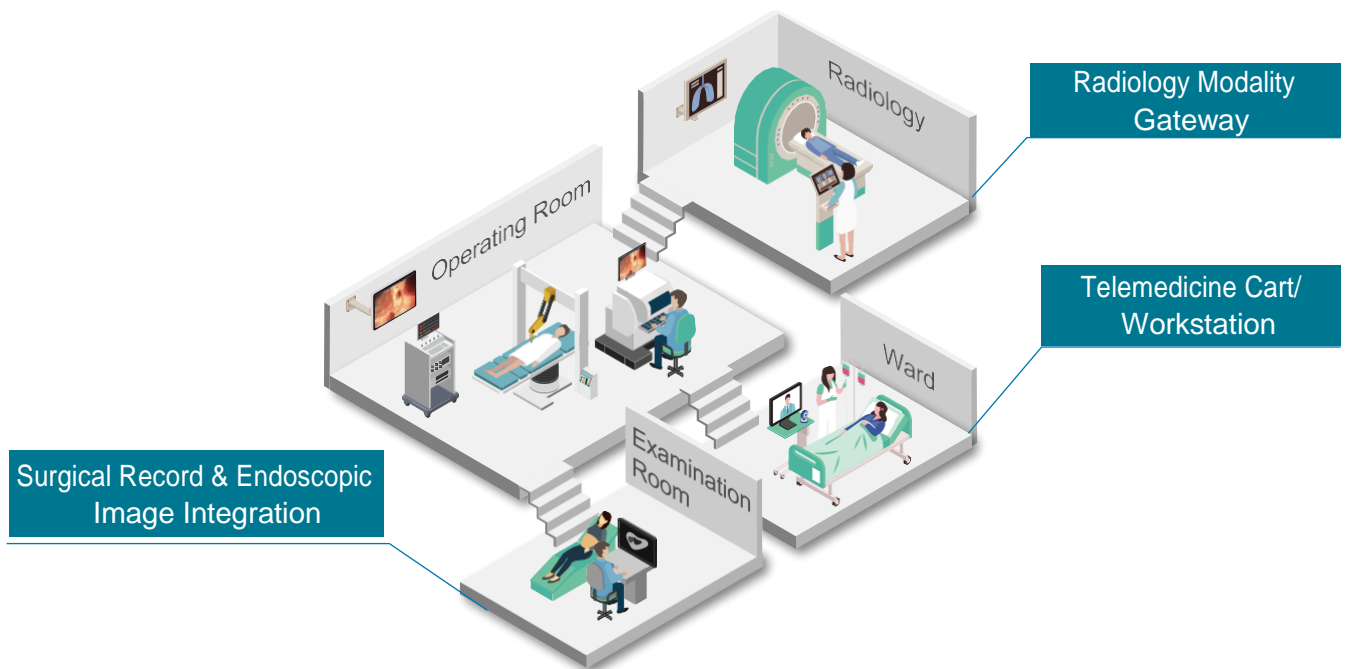 Radiology
Radiology Modality
Gateway
Operating Room
Telemedicine Cart/
Workstation
Ward
Examination
Room
Surgical Record & Endoscopic
Image Integration